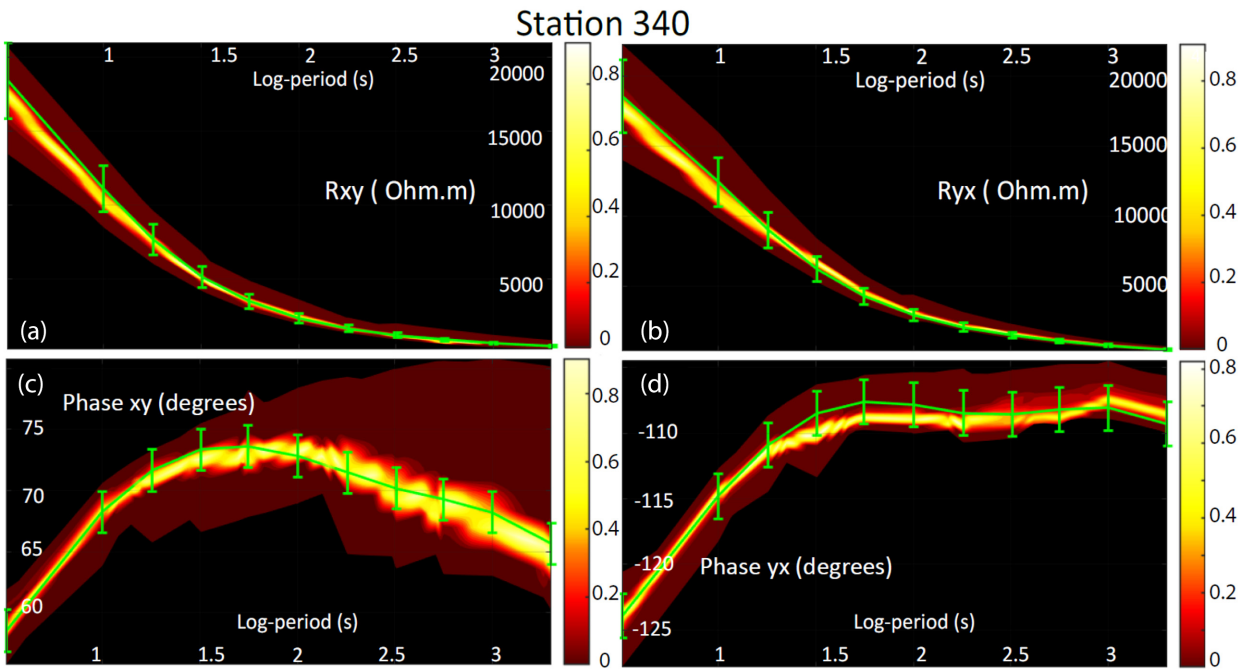 Station 340
1 1.5 2 2.5 3
Log-period (s)
20000
15000
10000
5000
Rxy ( Ohm.m)
(a)
0.8
0.6
0.4
0.2
0
1 1.5 2 2.5 3
Log-period (s)
20000
15000
10000
5000
Ryx ( Ohm.m)
(b)
0.8
0.6
0.4
0.2
0
(c)
Phase xy (degrees)
75
70
65
60
Log-period (s)
1 1.5 2 2.5 3
0.8
0.6
0.4
0.2
0
(d)
-110
-115
-120
-125
Phase yx (degrees)
Log-period (s)
1 1.5 2 2.5 3
0.8
0.6
0.4
0.2
0